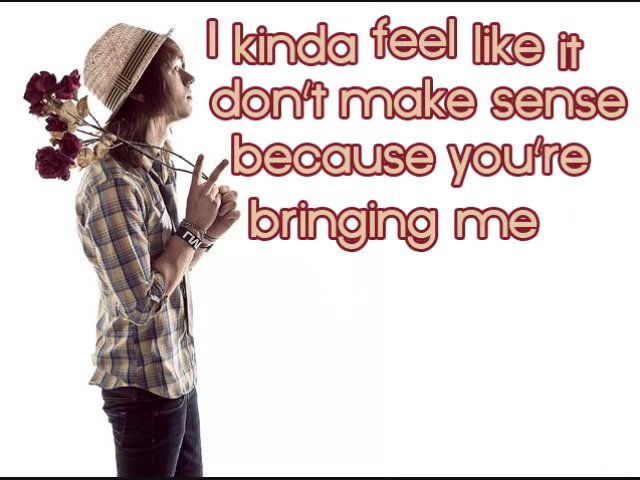 I kinda feel like it
don't make sense
because you're
bringing me